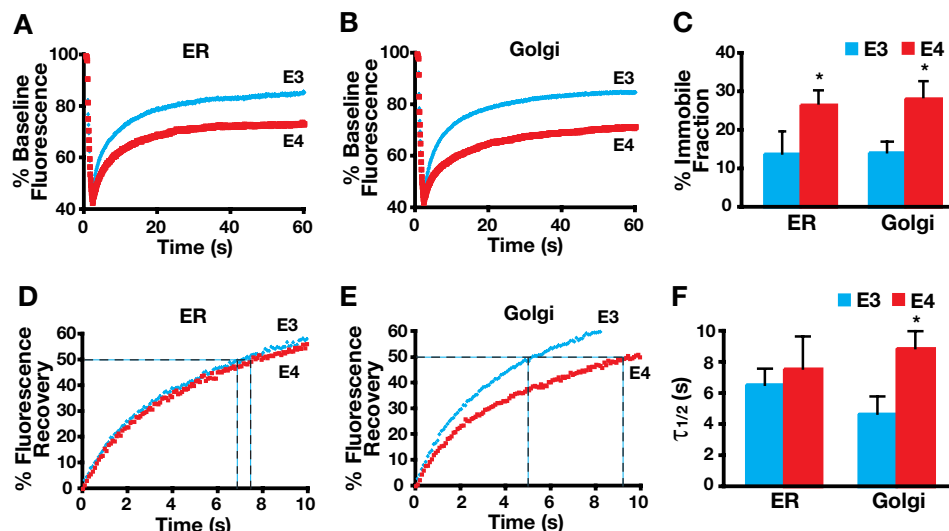 A
ER
% Baseline
Fluorescence
100
80
60
40
E3
E4
0
20
40
60
Time (s)
B
Golgi
% Baseline
Fluorescence
100
80
60
40
E3
E4
0
20
40
60
Time (s)
C
E3 E4
% Immobile
Fraction
40
30
20
10
0
*
*
ER
Golgi
D
ER
% Fluorescence
Recovery
60
50
40
30
20
10
0
E3
E4
0
2
4
6
8
10
Time (s)
E
Golgi
% Fluorescence
Recovery
60
50
40
30
20
10
0
E3
E4
0
2
4
6
8
10
Time (s)
F
E3 E4
τ1/2 (s)
10
8
6
4
2
0
*
ER
Golgi